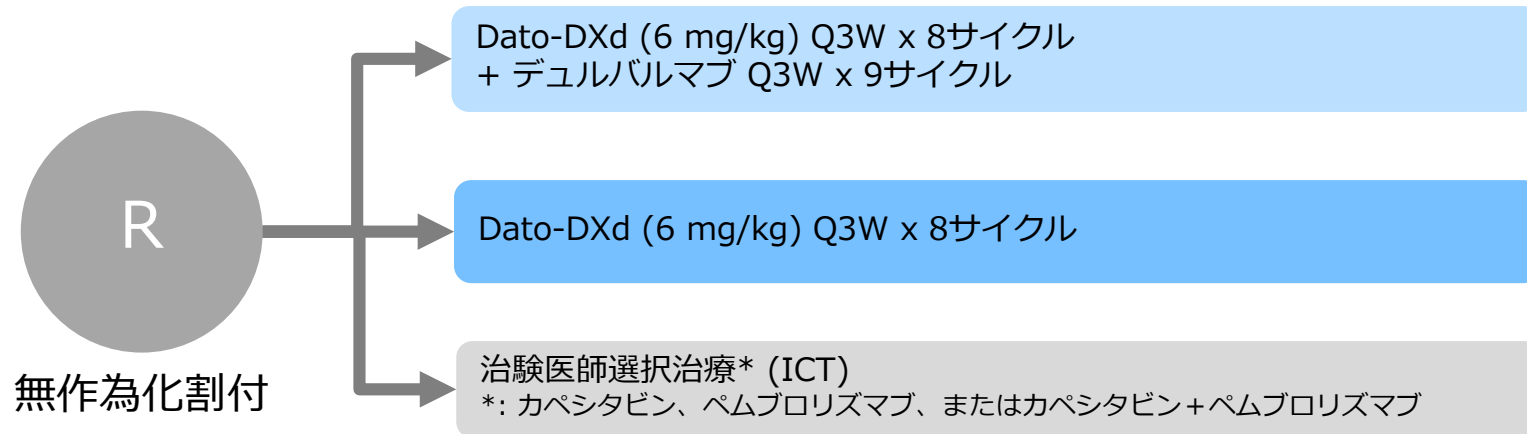 R
無作為化割付
Dato-DXd (6 mg/kg) Q3W x 8サイクル
+ デュルバルマブ Q3W x 9サイクル
Dato-DXd (6 mg/kg) Q3W x 8サイクル
治験医師選択治療* (ICT)
*: カペシタビン、ペムブロリズマブ、またはカペシタビン＋ペムブロリズマブ